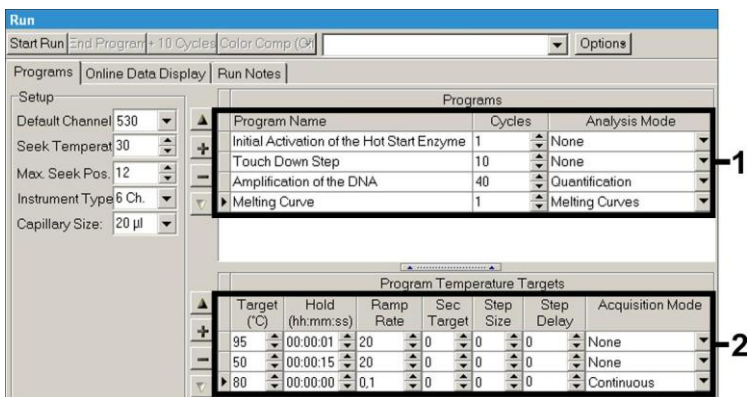 Run
Start Run End Program + 10 Cycles Color Comp (Off) Options
Programs Online Data Display Run Notes
Setup
Default Channel 530
Seek Temperat 30
Max. Seek Pos. 12
Instrument Type 6 Ch.
Capillary Size: 20 µl
Programs
Program Name Cycles Analysis Mode
Initial Activation of the Hot Start Enzyme 1 None
Touch Down Step 10 None
Amplification of the DNA 40 Quantification
Melting Curve 1 Melting Curves
1
Program Temperature Targets
Target (°C) Hold (hh:mm:ss) Ramp Rate Sec Target Step Size Step Delay Acquisition Mode
95 00:00:01 20 0 0 0 None
50 00:00:15 20 0 0 0 None
80 00:00:00 0,1 0 0 0 Continuous
2